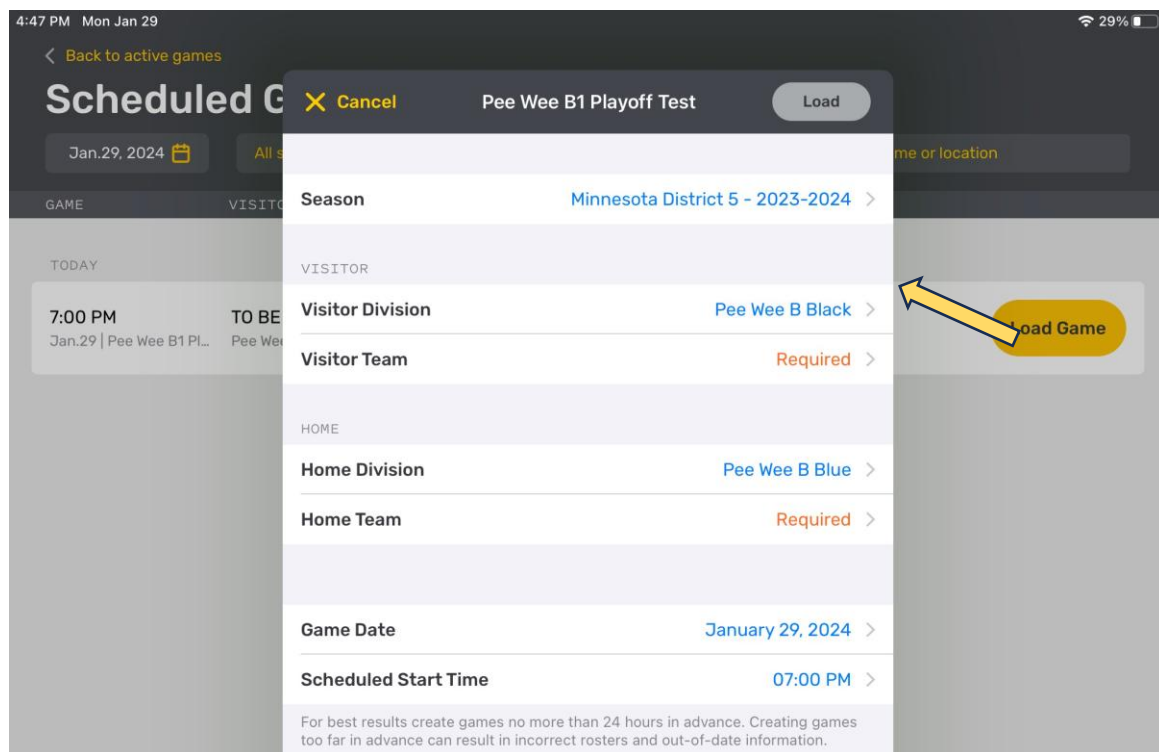 4:47 PM Mon Jan 29
29%
Back to active games
Scheduled G
Cancel
Pee Wee B1 Playoff Test
Load
Jan.29, 2024
All s
me or location
GAME
VISITO
Season
Minnesota District 5 - 2023-2024
TODAY
VISITOR
7:00 PM
TO BE
Jan.29 | Pee Wee B1 Pl...
Pee Wee
Visitor Division
Pee Wee B Black
Load Game
Visitor Team
Required
HOME
Home Division
Pee Wee B Blue
Home Team
Required
Game Date
January 29, 2024
Scheduled Start Time
07:00 PM
For best results create games no more than 24 hours in advance. Creating games
too far in advance can result in incorrect rosters and out-of-date information.